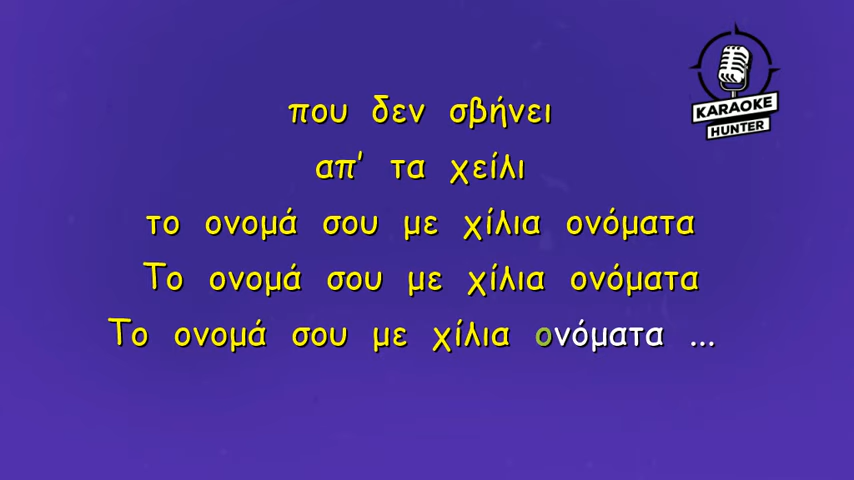 KARAOKE
HUNTER
που δεν σβήνει
απ' τα χείλι
το ονομά σου με χίλια ονόματα
Το ονομά σου με χίλια ονόματα
Το ονομά σου με χίλια ονόματα ...